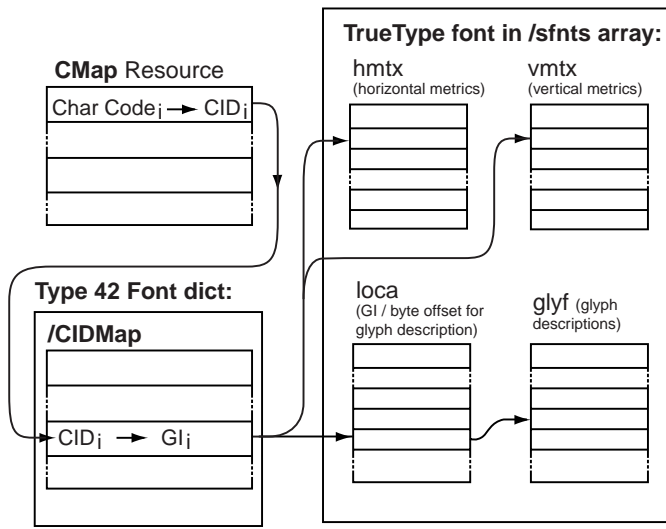 TrueType font in /sfnts array:
CMap Resource
Char Codei → CIDi
hmtx
(horizontal metrics)
vmtx
(vertical metrics)
Type 42 Font dict:
/CIDMap
CIDi → GIi
loca
(GI / byte offset for
glyph description)
glyf (glyph
descriptions)